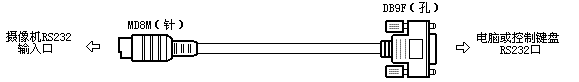 MD8M(针)
DB9F(孔)
摄像机RS232
输入口
电脑或控制键盘
RS232口